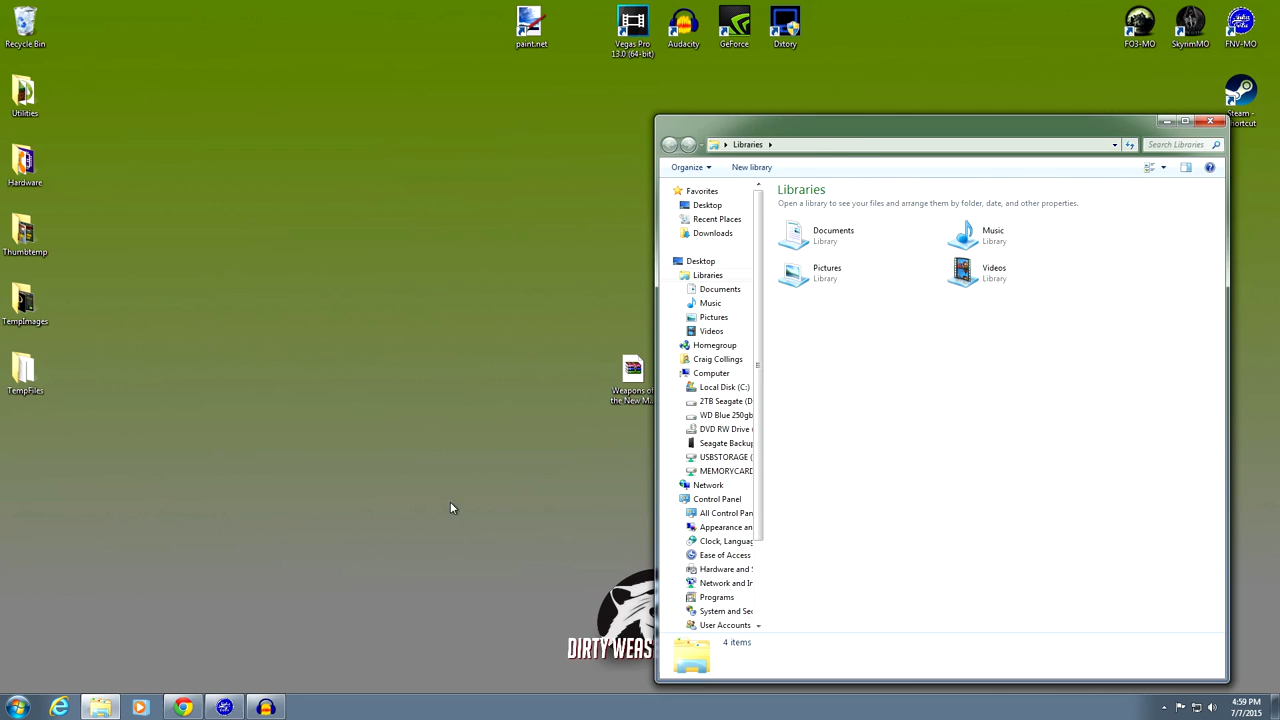 Recycle Bin
Utilities
Hardware
Thumbtemp
TempImages
TempFiles
paint.net
Vegas Pro
13.0 (64-bit)
Audacity
GeForce
Dxtory
FO3-MO
SkyrimMO
FNV-MO
Steam -
Weapons of
the New M...
DIRTY WEAS
Libraries
Search Libraries
Organize
New library
Favorites
Desktop
Recent Places
Downloads
Desktop
Libraries
Documents
Music
Pictures
Videos
Homegroup
Craig Collings
Computer
Local Disk (C:)
2TB Seagate (D
WD Blue 250gb
DVD RW Drive (
Seagate Backup
USBSTORAGE (
MEMORYCARD
Network
Control Panel
All Control Pan
Appearance an
Clock, Languag
Ease of Access
Hardware and S
Network and In
Programs
System and Sec
User Accounts
Libraries
Open a library to see your files and arrange them by folder, date, and other properties.
Documents
Library
Music
Library
Pictures
Library
Videos
Library
4 items
4:59 PM
7/7/2015